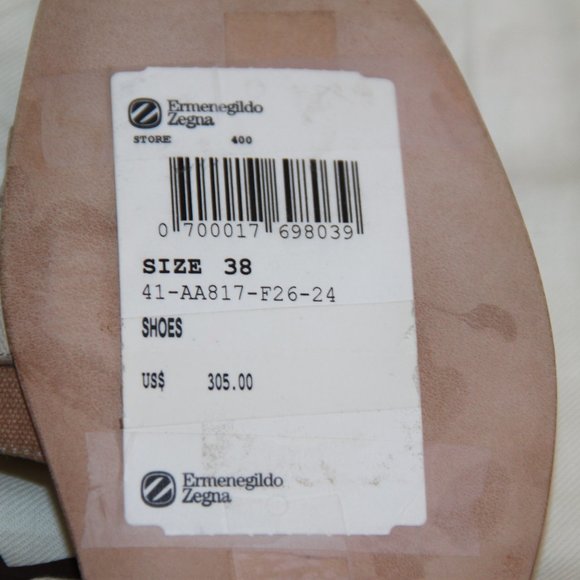 Ermenegildo
Zegna
STORE 400
0 700017 698039
SIZE 38
41-AA817-F26-24
SHOES
US$ 305.00
Ermenegildo
Zegna